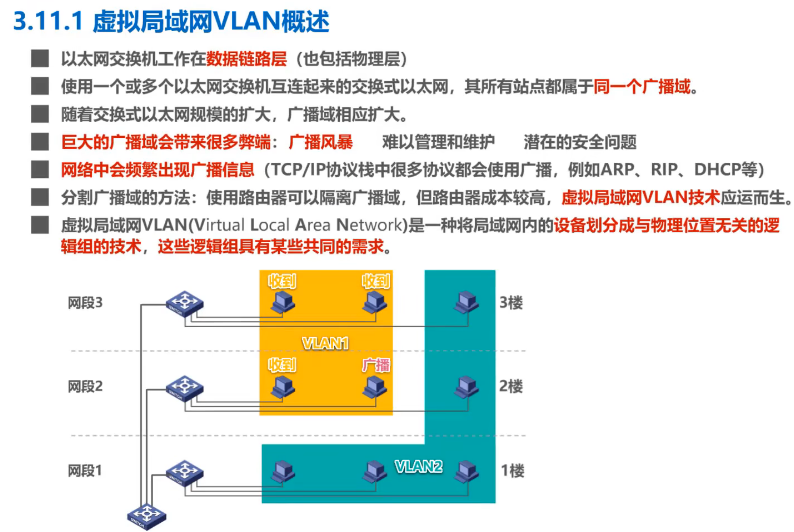 3.11.1 虚拟局域网VLAN概述
以太网交换机工作在数据链路层（也包括物理层）
使用一个或多个以太网交换机互连起来的交换式以太网，其所有站点都属于同一个广播域。
随着交换式以太网规模的扩大，广播域相应扩大。
巨大的广播域会带来很多弊端：广播风暴 难以管理和维护 潜在的安全问题
网络中会频繁出现广播信息（TCP/IP协议栈中很多协议都会使用广播，例如ARP、RIP、DHCP等）
分割广播域的方法：使用路由器可以隔离广播域，但路由器成本较高，虚拟局域网VLAN技术应运而生。
虚拟局域网VLAN(Virtual Local Area Network)是一种将局域网内的设备划分成与物理位置无关的逻
辑组的技术，这些逻辑组具有某些共同的需求。
收到 收到
网段3 3楼
VLAN1
收到 广播
网段2 2楼
VLAN2
网段1 1楼